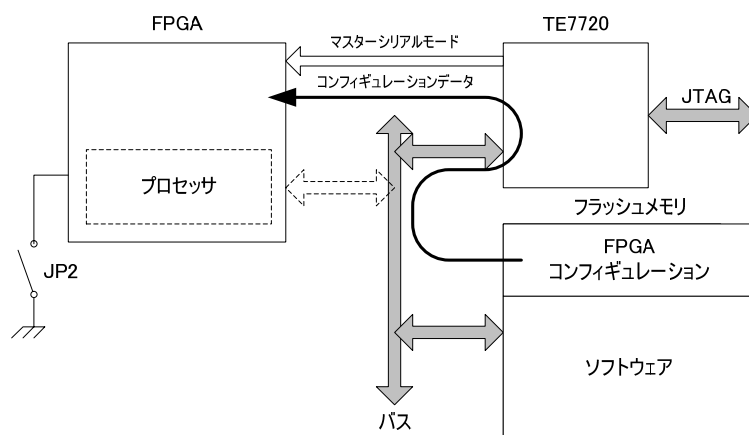 FPGA
TE7720
マスターシリアルモード
コンフィギュレーションデータ
JTAG
プロセッサ
フラッシュメモリ
FPGA
コンフィギュレーション
JP2
ソフトウェア
バス